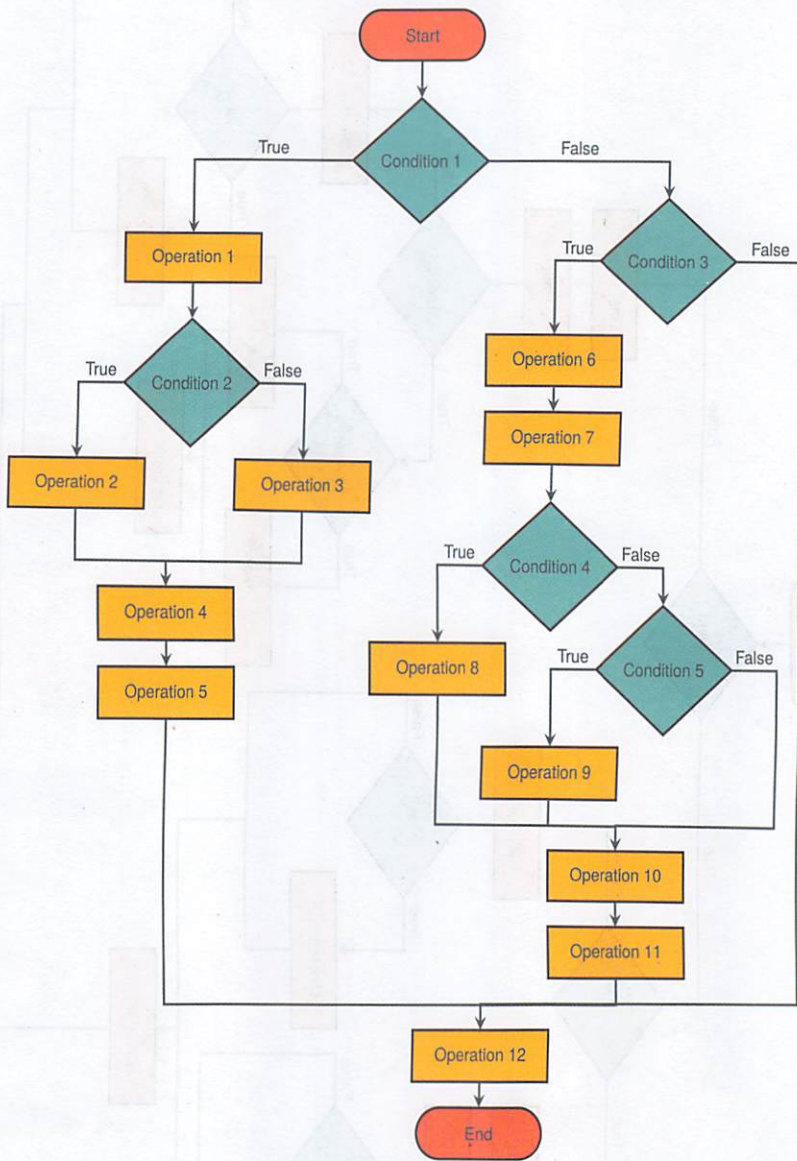 Start
Condition 1
True
False
Operation 1
Condition 3
True
False
Condition 2
True
False
Operation 6
Operation 7
Operation 2
Operation 3
Condition 4
True
False
Operation 4
Operation 8
Condition 5
True
False
Operation 5
Operation 9
Operation 10
Operation 11
Operation 12
End